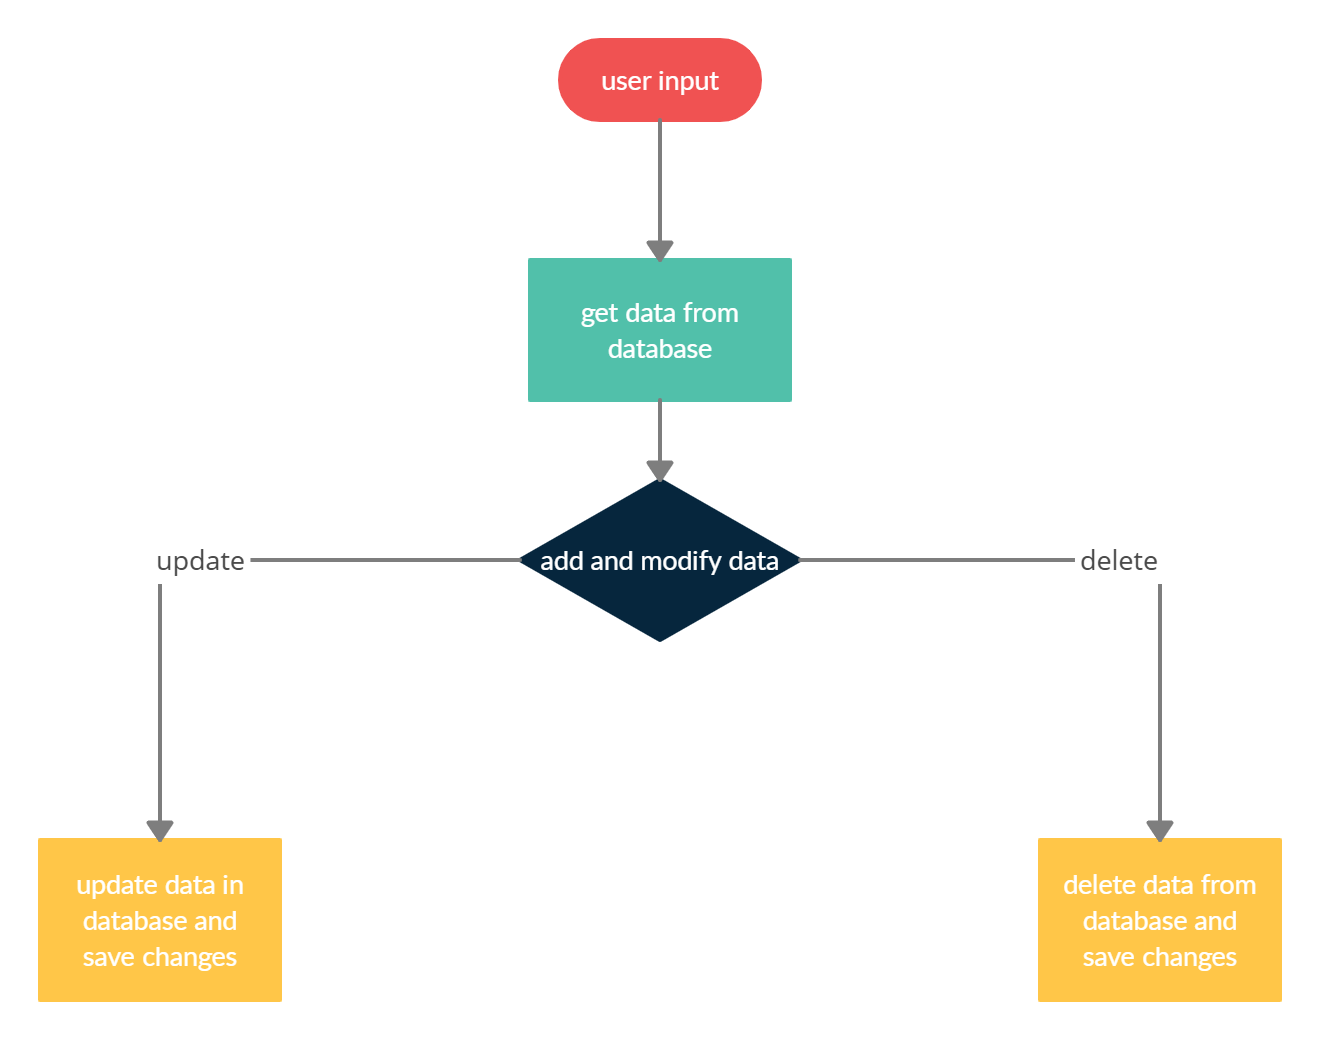 user input
get data from
database
add and modify data
update
delete
update data in
database and
save changes
delete data from
database and
save changes